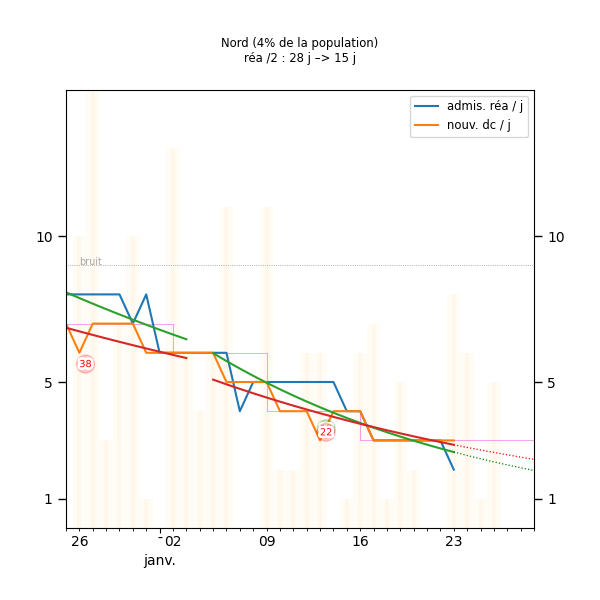 Nord (4% de la population)
réa /2 : 28 j –> 15 j
admis. réa / j
nouv. dc / j
10
10
bruit
5
5
38
22
1
1
26
02
09
16
23
janv.